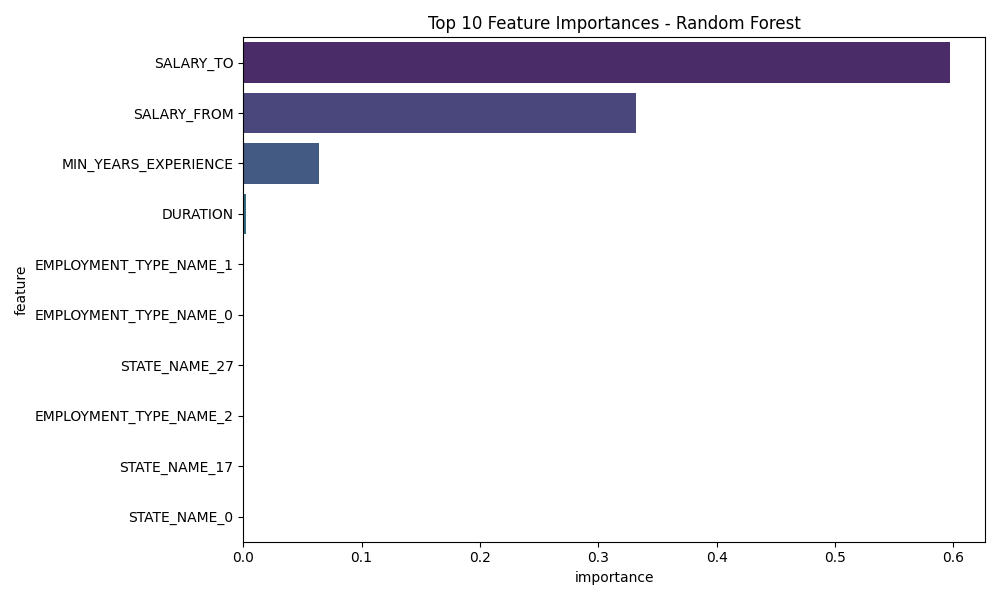 Top 10 Feature Importances - Random Forest
SALARY_TO
SALARY_FROM
MIN_YEARS_EXPERIENCE
DURATION
EMPLOYMENT_TYPE_NAME_1
EMPLOYMENT_TYPE_NAME_0
STATE_NAME_27
EMPLOYMENT_TYPE_NAME_2
STATE_NAME_17
STATE_NAME_0
feature
0.0 0.1 0.2 0.3 0.4 0.5 0.6
importance